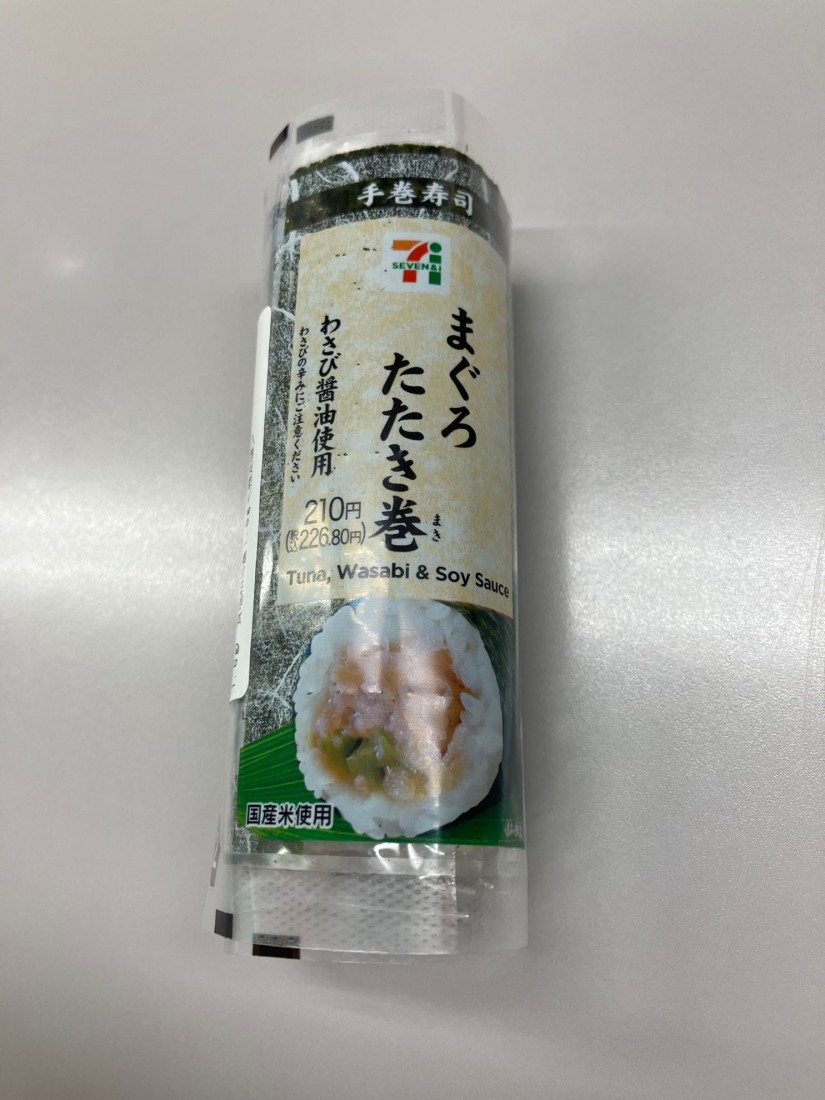 手巻寿司
SEVEN&i
まぐろ
たたき巻
まき
わさび醤油使用
わさびの辛みにご注意ください
210円
(税込226.80円)
Tuna, Wasabi & Soy Sauce
国産米使用